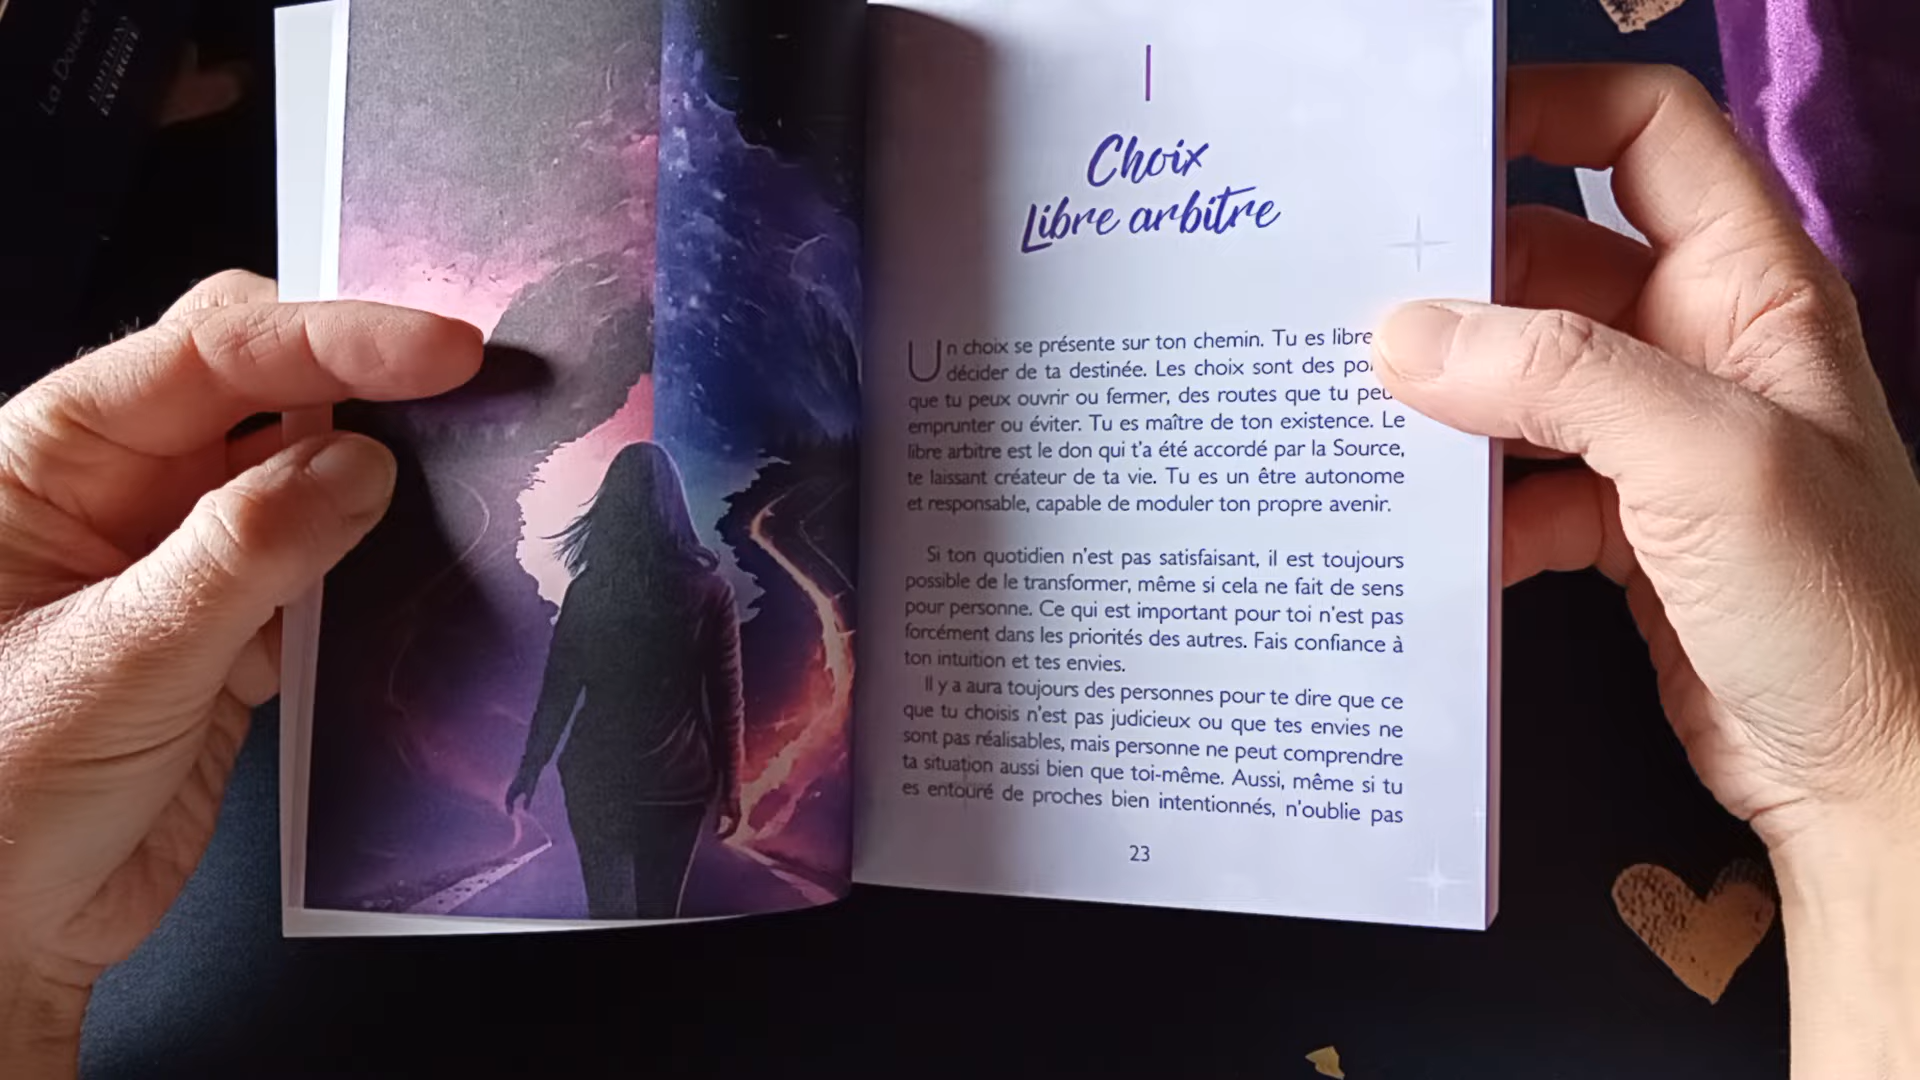 La Douce
ÉDITION
EXERGUE
I
Choix
Libre arbitre
Un choix se présente sur ton chemin. Tu es libre
décider de ta destinée. Les choix sont des
que tu peux ouvrir ou fermer, des routes que tu
emprunter ou éviter. Tu es maître de ton existence. Le
libre arbitre est le don qui t'a été accordé par la Source,
te laissant créateur de ta vie. Tu es un être autonome
et responsable, capable de moduler ton propre avenir.
Si ton quotidien n'est pas satisfaisant, il est toujours
possible de le transformer, même si cela ne fait de sens
pour personne. Ce qui est important pour toi n'est pas
forcément dans les priorités des autres. Fais confiance à
ton intuition et tes envies.
Il y a aura toujours des personnes pour te dire que ce
que tu choisis n'est pas judicieux ou que tes envies ne
sont pas réalisables, mais personne ne peut comprendre
ta situation aussi bien que toi-même. Aussi, même si tu
es entouré de proches bien intentionnés, n'oublie pas
23